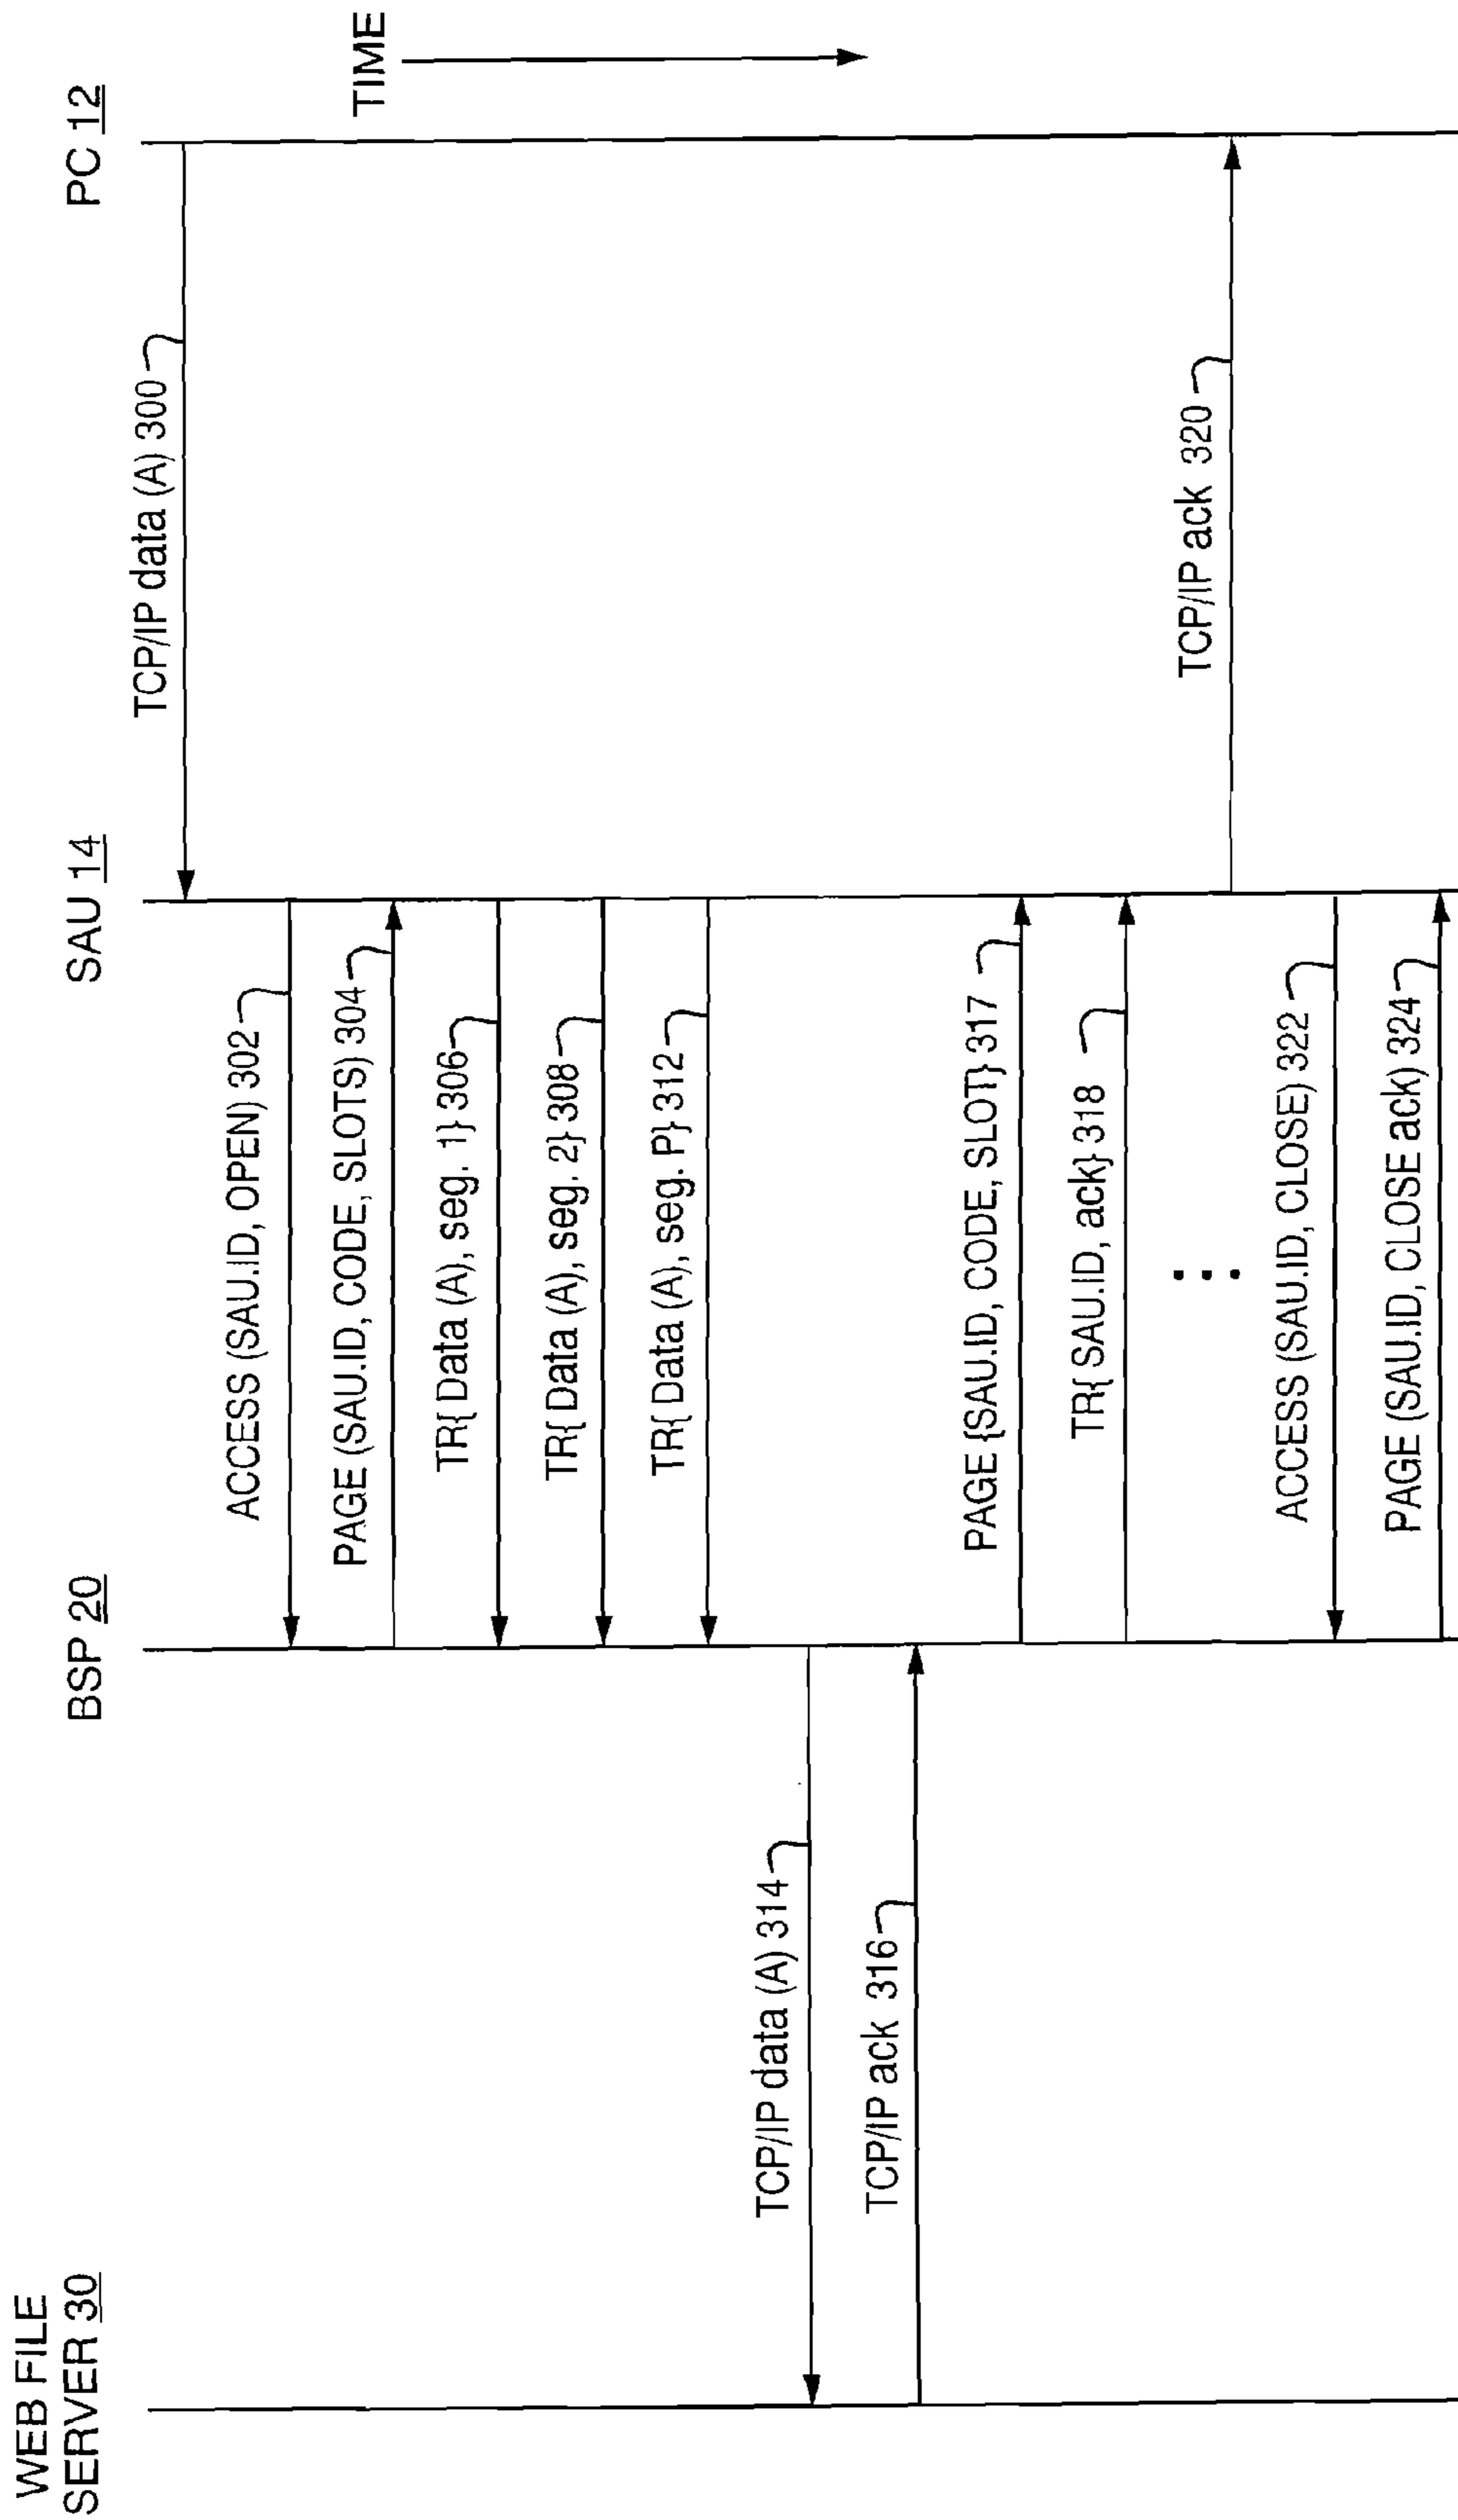 WEB FILE
SERVER 30
BSP 20
SAU 14
PC 12
TIME
TCP/IP data (A) 300
ACCESS (SAU.ID, OPEN) 302
PAGE (SAU.ID, CODE, SLOTS) 304
TR{ Data (A), seg. 1} 306
TR{ Data (A), seg. 2} 308
TR{ Data (A), seg. P} 312
TCP/IP data (A) 314
TCP/IP ack 316
PAGE {SAU.ID, CODE, SLOT} 317
TR{ SAU.ID, ack} 318
TCP/IP ack 320
ACCESS (SAU.ID, CLOSE) 322
PAGE (SAU.ID, CLOSE ack) 324